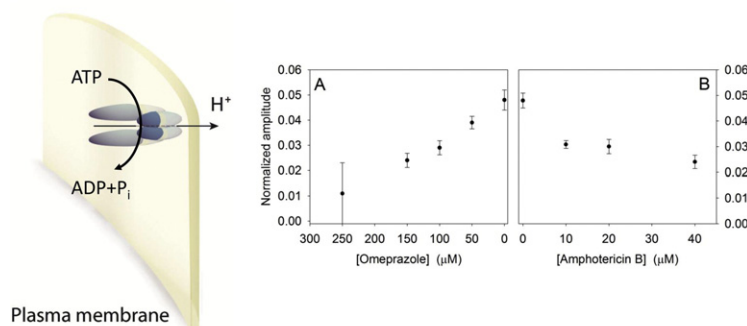 ATP
H+
ADP+Pi
Plasma membrane
A
Normalized amplitude
0.06
0.05
0.04
0.03
0.02
0.01
0.00
300 250 200 150 100 50 0
[Omeprazole] (μM)
B
0.06
0.05
0.04
0.03
0.02
0.01
0.00
0 10 20 30 40
[Amphotericin B] (μM)